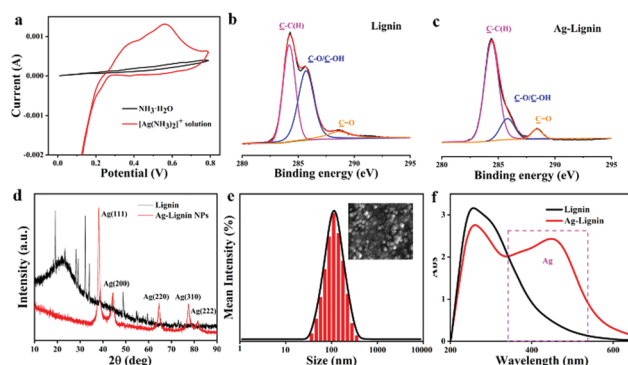 a
0.001
0.000
-0.001
-0.002
0.0
0.2
0.4
0.6
0.8
Current (A)
Potential (V)
NH3·H2O
[Ag(NH3)2]+ solution
b
Lignin
C-C(H)
C-O/C-OH
C=O
280
285
290
295
Binding energy (eV)
c
Ag-Lignin
C-C(H)
C-O/C-OH
C=O
280
285
290
295
Binding energy (eV)
d
Lignin
Ag-Lignin NPs
Ag(111)
Ag(200)
Ag(220)
Ag(310)
Ag(222)
Intensity (a.u.)
10 20 30 40 50 60 70 80 90
2θ (deg)
e
Mean Intensity (%)
1 10 100 1000 10000
Size (nm)
f
Lignin
Ag-Lignin
Ag
Abs
0
1
2
3
200
400
600
Wavelength (nm)